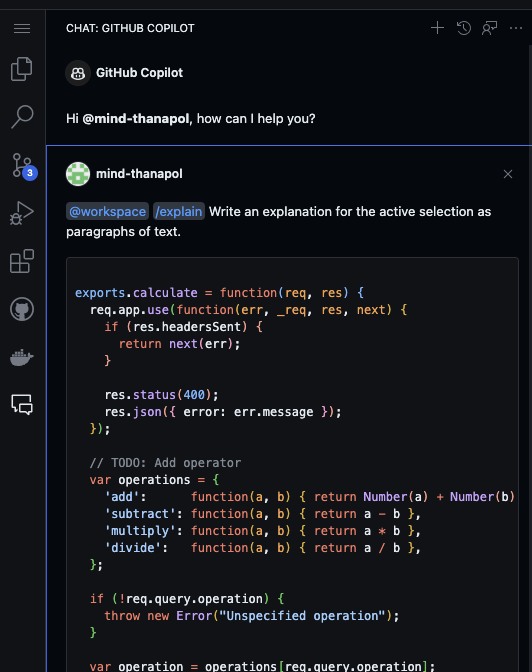 CHAT: GITHUB COPILOT
GitHub Copilot
Hi @mind-thanapol, how can I help you?
3
mind-thanapol
@workspace /explain Write an explanation for the active selection as
paragraphs of text.
exports.calculate = function(req, res) {
  req.app.use(function(err, _req, res, next) {
    if (res.headersSent) {
      return next(err);
    }

    res.status(400);
    res.json({ error: err.message });
  });

  // TODO: Add operator
  var operations = {
    'add':      function(a, b) { return Number(a) + Number(b)
    'subtract': function(a, b) { return a - b },
    'multiply': function(a, b) { return a * b },
    'divide':   function(a, b) { return a / b },
  };

  if (!req.query.operation) {
    throw new Error("Unspecified operation");
  }

  var operation = operations[req.query.operation];